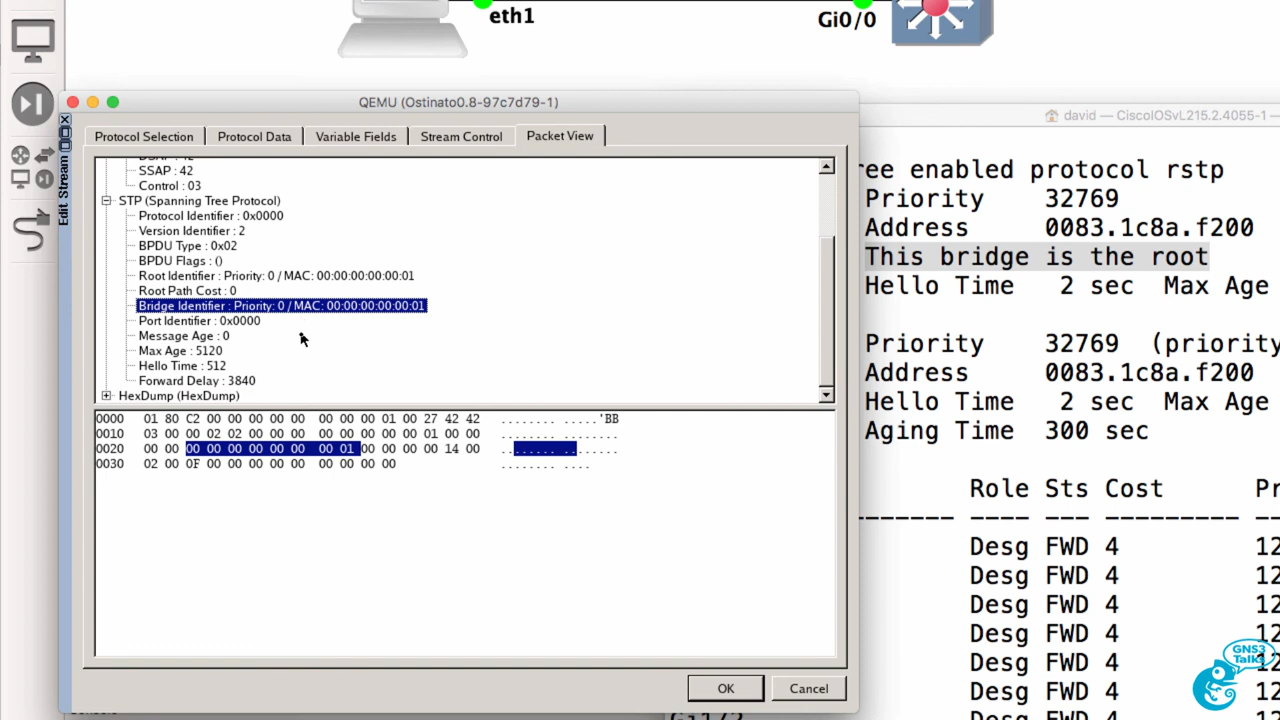 eth1
Gi0/0
QEMU (Ostinato0.8-97c7d79-1)
david — CiscoIOSvL215.2.4055-1 —
Edit Stream
Protocol Selection
Protocol Data
Variable Fields
Stream Control
Packet View
SSAP : 42
Control : 03
STP (Spanning Tree Protocol)
Protocol Identifier : 0x0000
Version Identifier : 2
BPDU Type : 0x02
BPDU Flags : ()
Root Identifier : Priority: 0 / MAC: 00:00:00:00:00:01
Root Path Cost : 0
Bridge Identifier : Priority: 0 / MAC: 00:00:00:00:00:01
Port Identifier : 0x0000
Message Age : 0
Max Age : 5120
Hello Time : 512
Forward Delay : 3840
HexDump (HexDump)
0000 01 80 C2 00 00 00 00 00 00 00 00 01 00 27 42 42 ........ .....'BB
0010 03 00 00 02 02 00 00 00 00 00 00 00 00 01 00 00 ........ ........
0020 00 00 00 00 00 00 00 00 00 01 00 00 00 00 14 00 ........ ........
0030 02 00 0F 00 00 00 00 00 00 00 00 00 ........ ....
OK
Cancel
ree enabled protocol rstp
Priority 32769
Address 0083.1c8a.f200
This bridge is the root
Hello Time 2 sec Max Age
Priority 32769 (priority
Address 0083.1c8a.f200
Hello Time 2 sec Max Age
Aging Time 300 sec
Role Sts Cost Pr
------- ---- --- --------- --
Desg FWD 4 12
Desg FWD 4 12
Desg FWD 4 12
Desg FWD 4 12
Desg FWD 4 12
Desg FWD 4 12
GNS3
Talks